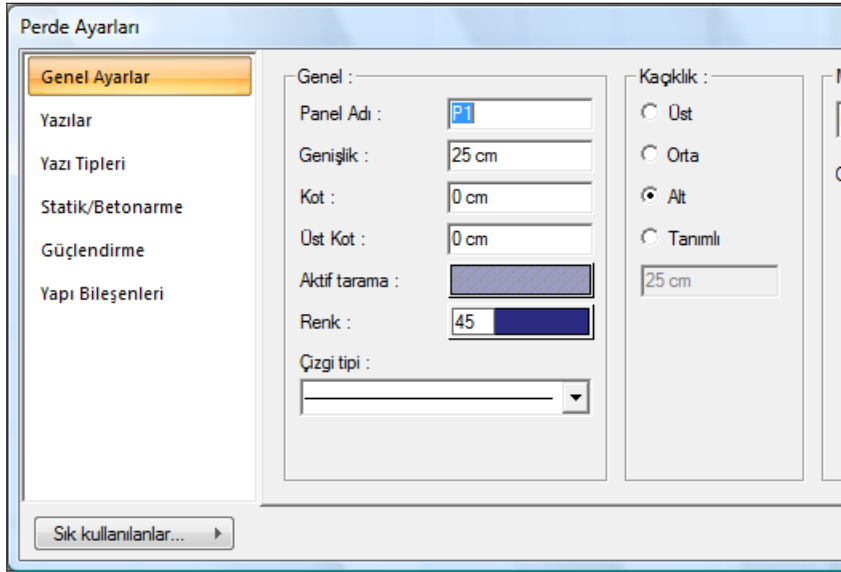 Perde Ayarları
Genel Ayarlar
Yazılar
Yazı Tipleri
Statik/Betonarme
Güçlendirme
Yapı Bileşenleri
Sık kullanılanlar...
Genel :
Panel Adı : P1
Genişlik : 25 cm
Kot : 0 cm
Üst Kot : 0 cm
Aktif tarama :
Renk : 45
Çizgi tipi :
Kaçıklık :
Üst
Orta
Alt
Tanımlı
25 cm